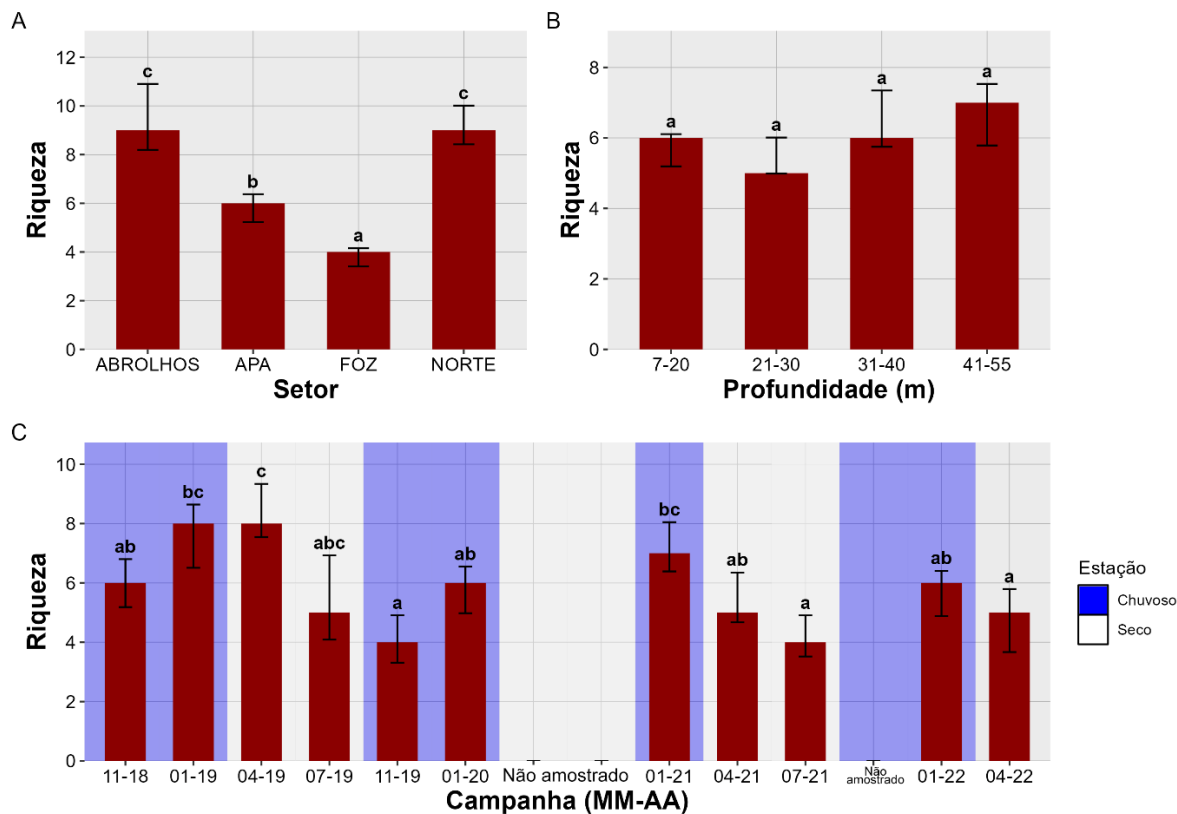 A
Riqueza
12
10
8
6
4
2
0
c
b
a
c
ABROLHOS APA FOZ NORTE
Setor
B
Riqueza
8
6
4
2
0
a
a
a
a
7-20 21-30 31-40 41-55
Profundidade (m)
C
Riqueza
10
8
6
4
2
0
ab
bc
c
abc
a
ab
bc
ab
a
ab
a
11-18 01-19 04-19 07-19 11-19 01-20 Não amostrado 01-21 04-21 07-21 Não amostrado 01-22 04-22
Campanha (MM-AA)
Estação
Chuvoso
Seco